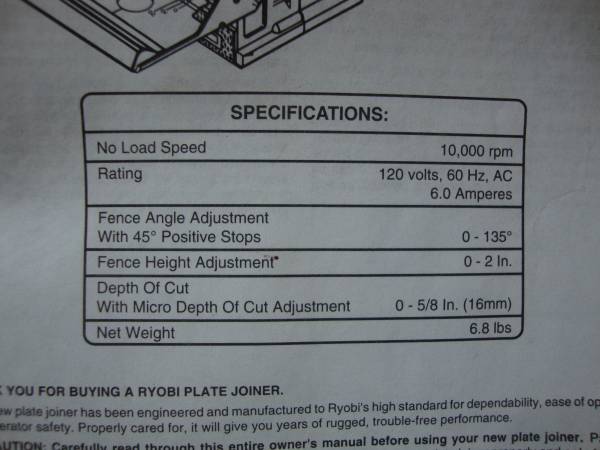 SPECIFICATIONS:
No Load Speed 10,000 rpm
Rating 120 volts, 60 Hz, AC
6.0 Amperes
Fence Angle Adjustment
With 45° Positive Stops 0 - 135°
Fence Height Adjustment 0 - 2 In.
Depth Of Cut
With Micro Depth Of Cut Adjustment 0 - 5/8 In. (16mm)
Net Weight 6.8 lbs
YOU FOR BUYING A RYOBI PLATE JOINER.
plate joiner has been engineered and manufactured to Ryobi's high standard for dependability, ease of
safety. Properly cared for, it will give you years of rugged, trouble-free performance.
Carefully read through this entire owner's manual before using your new plate joiner.